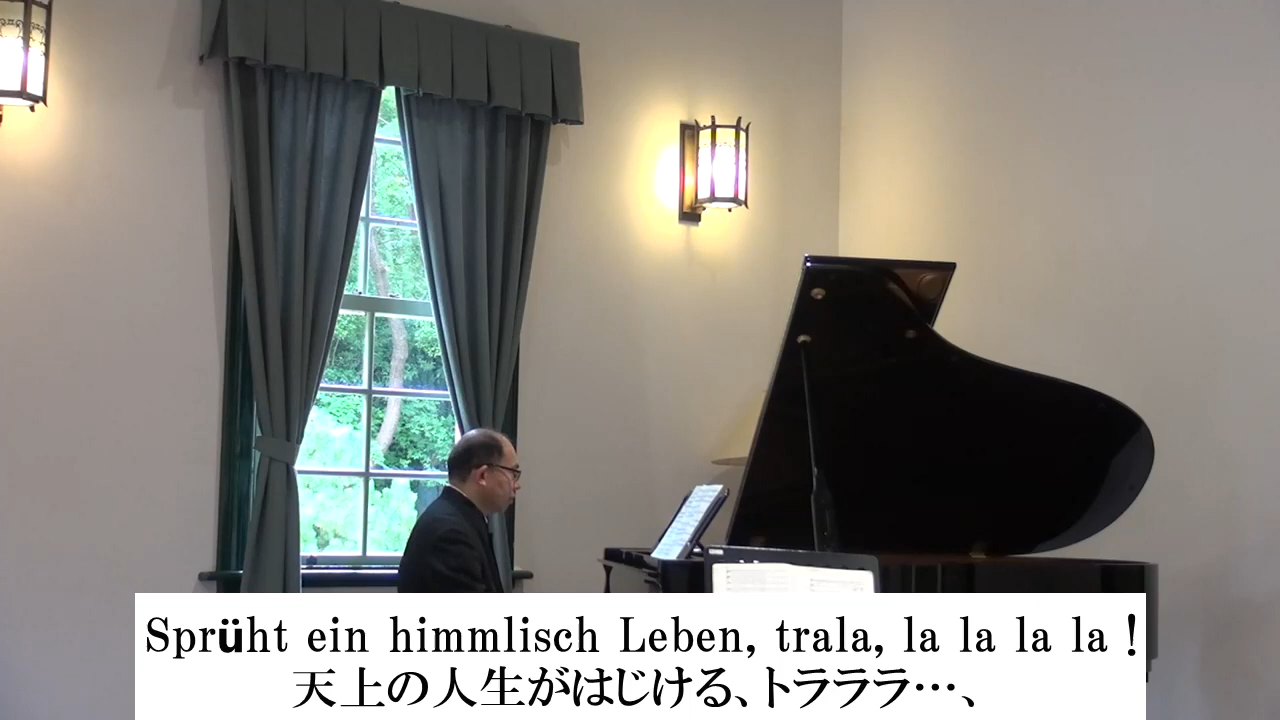 Sprüht ein himmlisch Leben, trala, la la la la !
天上の人生がはじける、トラララ…、